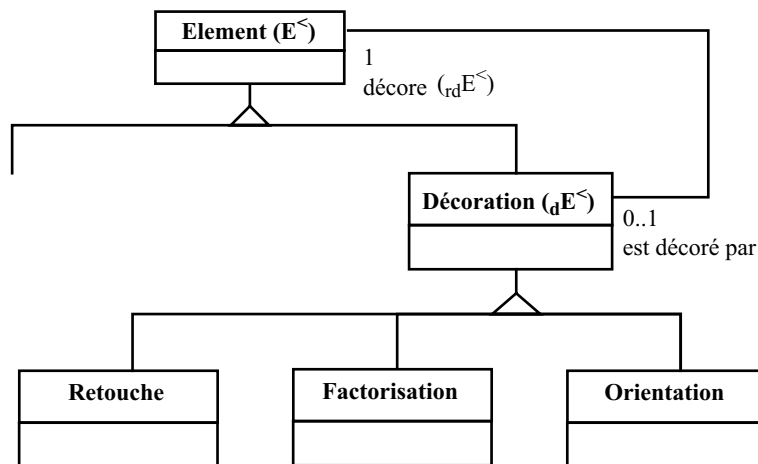 Element (E<)
1
décore (rdE<)
Décoration (dE<)
0..1
est décoré par
Retouche
Factorisation
Orientation